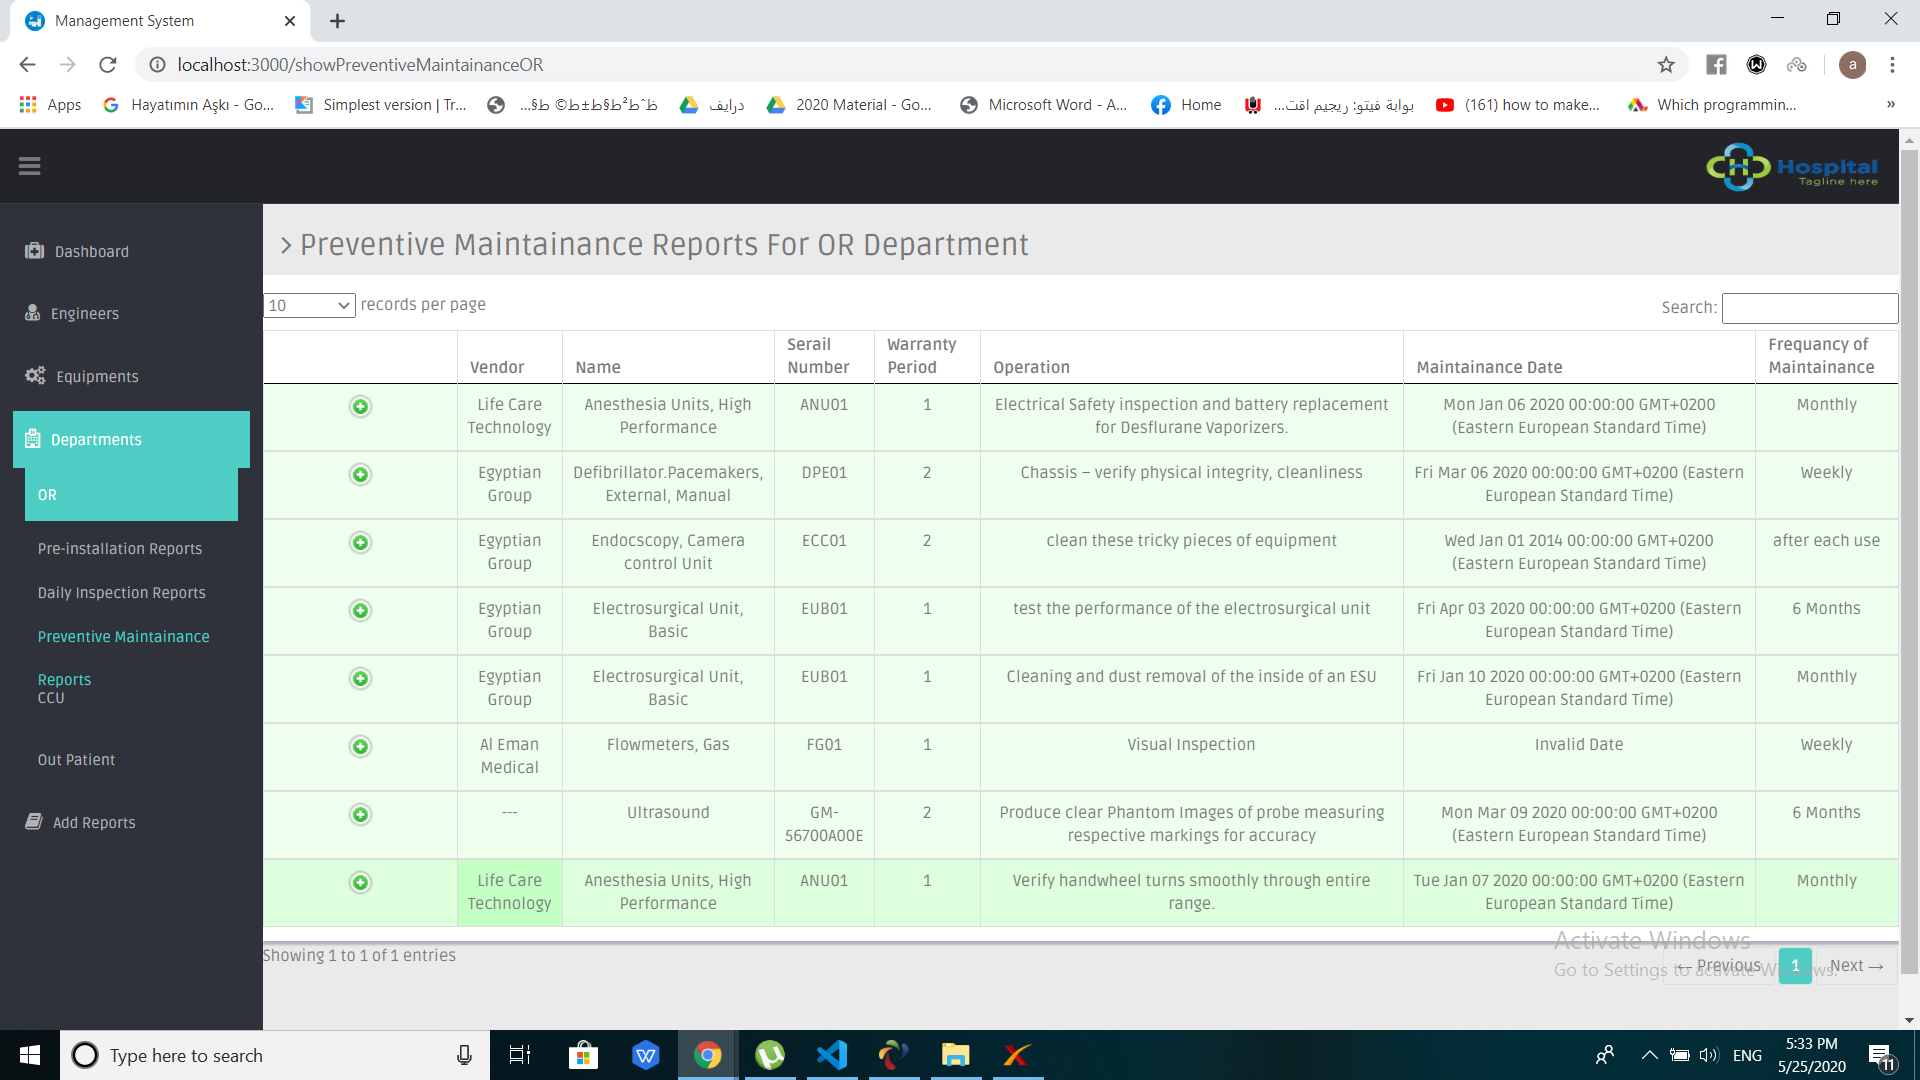 Management System
localhost:3000/showPreventiveMaintainanceOR
Apps
Hayatımın Aşkı - Go...
Simplest version | Tr...
درايف
2020 Material - Go...
Microsoft Word - A...
Home
بوابة فيتو: ريجيم اقت...
(161) how to make...
Which programmin...
»
Hospital
Tagline here
Dashboard
Engineers
Equipments
Departments
OR
Pre-installation Reports
Daily Inspection Reports
Preventive Maintainance
Reports
CCU
Out Patient
Add Reports
> Preventive Maintainance Reports For OR Department
10 records per page
Search:
Vendor Name Serail Number Warranty Period Operation Maintainance Date Frequancy of Maintainance
Life Care Technology Anesthesia Units, High Performance ANU01 1 Electrical Safety inspection and battery replacement for Desflurane Vaporizers. Mon Jan 06 2020 00:00:00 GMT+0200 (Eastern European Standard Time) Monthly
Egyptian Group Defibrillator.Pacemakers, External, Manual DPE01 2 Chassis – verify physical integrity, cleanliness Fri Mar 06 2020 00:00:00 GMT+0200 (Eastern European Standard Time) Weekly
Egyptian Group Endocscopy, Camera control Unit ECC01 2 clean these tricky pieces of equipment Wed Jan 01 2014 00:00:00 GMT+0200 (Eastern European Standard Time) after each use
Egyptian Group Electrosurgical Unit, Basic EUB01 1 test the performance of the electrosurgical unit Fri Apr 03 2020 00:00:00 GMT+0200 (Eastern European Standard Time) 6 Months
Egyptian Group Electrosurgical Unit, Basic EUB01 1 Cleaning and dust removal of the inside of an ESU Fri Jan 10 2020 00:00:00 GMT+0200 (Eastern European Standard Time) Monthly
Al Eman Medical Flowmeters, Gas FG01 1 Visual Inspection Invalid Date Weekly
--- Ultrasound GM-56700A00E 2 Produce clear Phantom Images of probe measuring respective markings for accuracy Mon Mar 09 2020 00:00:00 GMT+0200 (Eastern European Standard Time) 6 Months
Life Care Technology Anesthesia Units, High Performance ANU01 1 Verify handwheel turns smoothly through entire range. Tue Jan 07 2020 00:00:00 GMT+0200 (Eastern European Standard Time) Monthly
Showing 1 to 1 of 1 entries
← Previous 1 Next →
Activate Windows
Go to Settings to activate Windows.
Type here to search
ENG
5:33 PM
5/25/2020
11